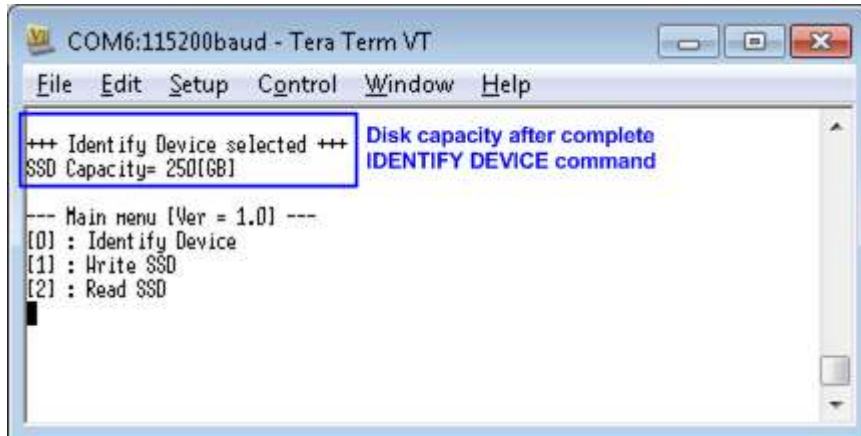 COM6:115200baud - Tera Term VT
File Edit Setup Control Window Help
+++ Identify Device selected +++
SSD Capacity= 250[GB]
Disk capacity after complete
IDENTIFY DEVICE command
--- Main menu [Ver = 1.0] ---
[0] : Identify Device
[1] : Write SSD
[2] : Read SSD